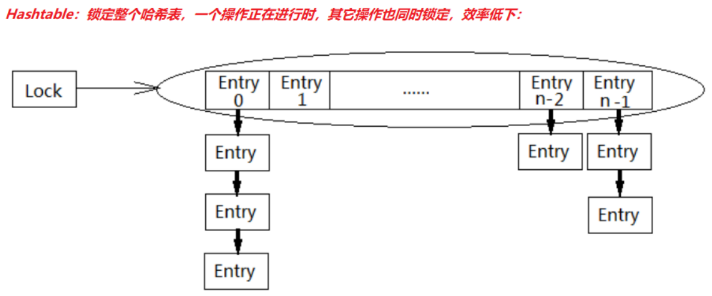 Hashtable：锁定整个哈希表，一个操作正在进行时，其它操作也同时锁定，效率低下：
Lock
Entry 0
Entry 1
......
Entry n-2
Entry n-1
Entry
Entry
Entry
Entry
Entry
Entry